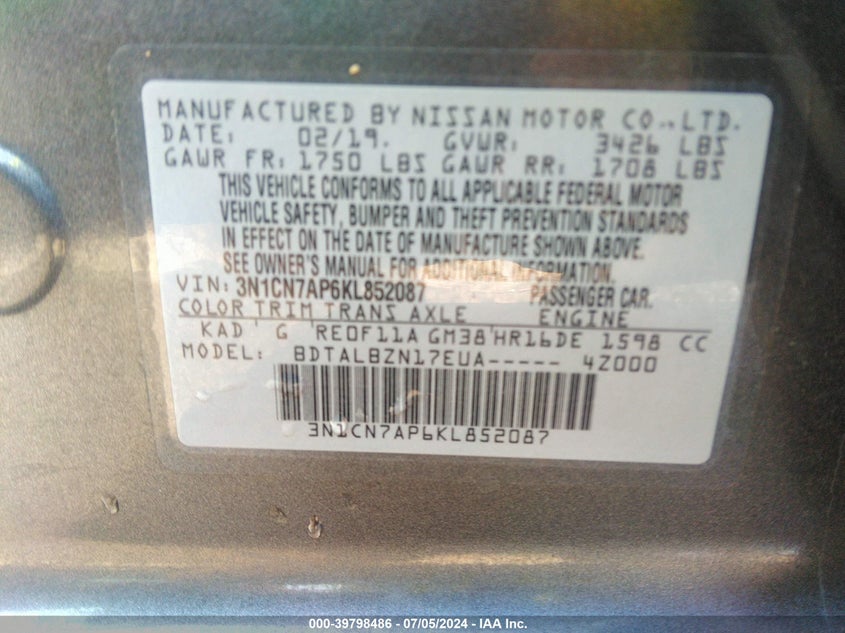 MANUFACTURED BY NISSAN MOTOR CO.,LTD.
DATE: 02/19. GVWR: 3426 LBS
GAWR FR: 1750 LBS GAWR RR: 1708 LBS
THIS VEHICLE CONFORMS TO ALL APPLICABLE FEDERAL MOTOR
VEHICLE SAFETY, BUMPER AND THEFT PREVENTION STANDARDS
IN EFFECT ON THE DATE OF MANUFACTURE SHOWN ABOVE.
SEE OWNER'S MANUAL FOR ADDITIONAL INFORMATION.
VIN: 3N1CN7AP6KL852087 PASSENGER CAR.
COLOR TRIM TRANS AXLE ENGINE
KAD G RE0F11A GM38 HR16DE 1598 CC
MODEL: BDTALBZN17EUA----- 4Z000
3N1CN7AP6KL852087
000-39798486 - 07/05/2024 - IAA Inc.